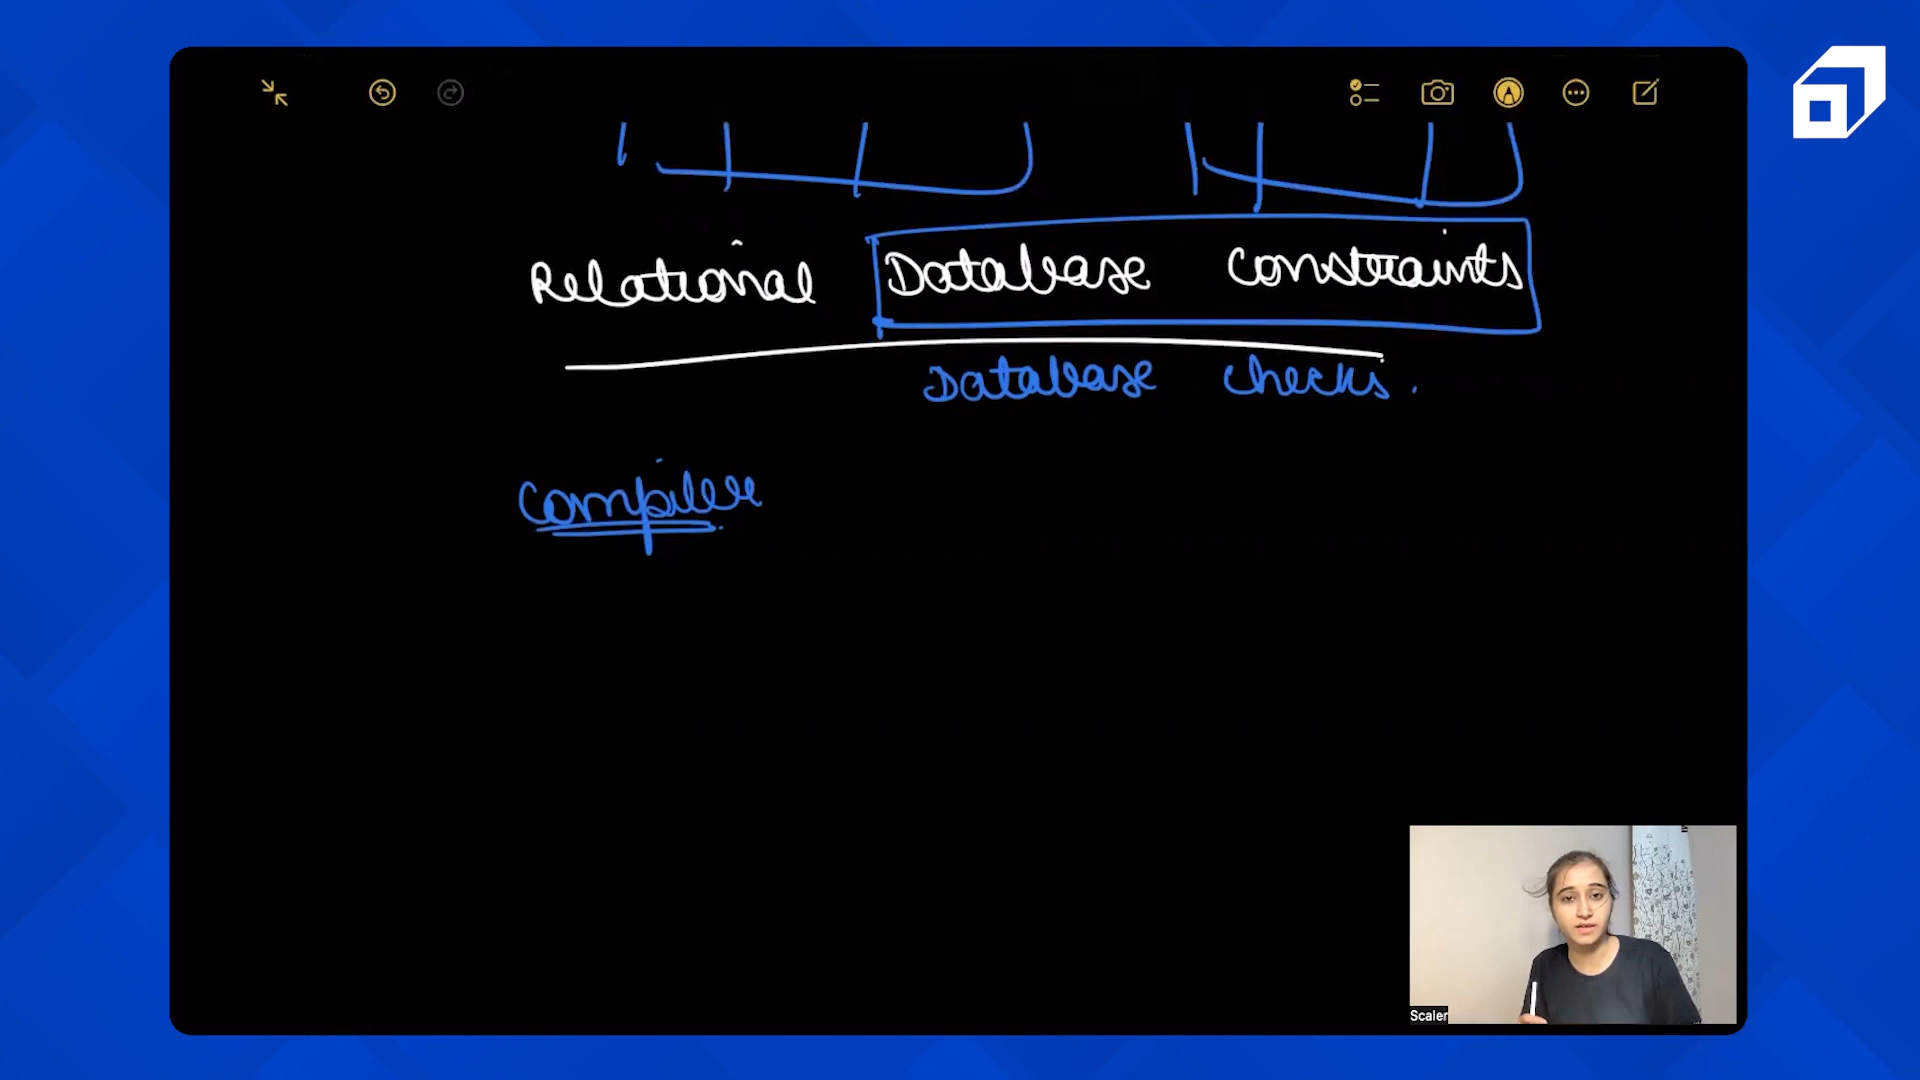 Relational Database Constraints
Database checks.
Compiler
Scaler